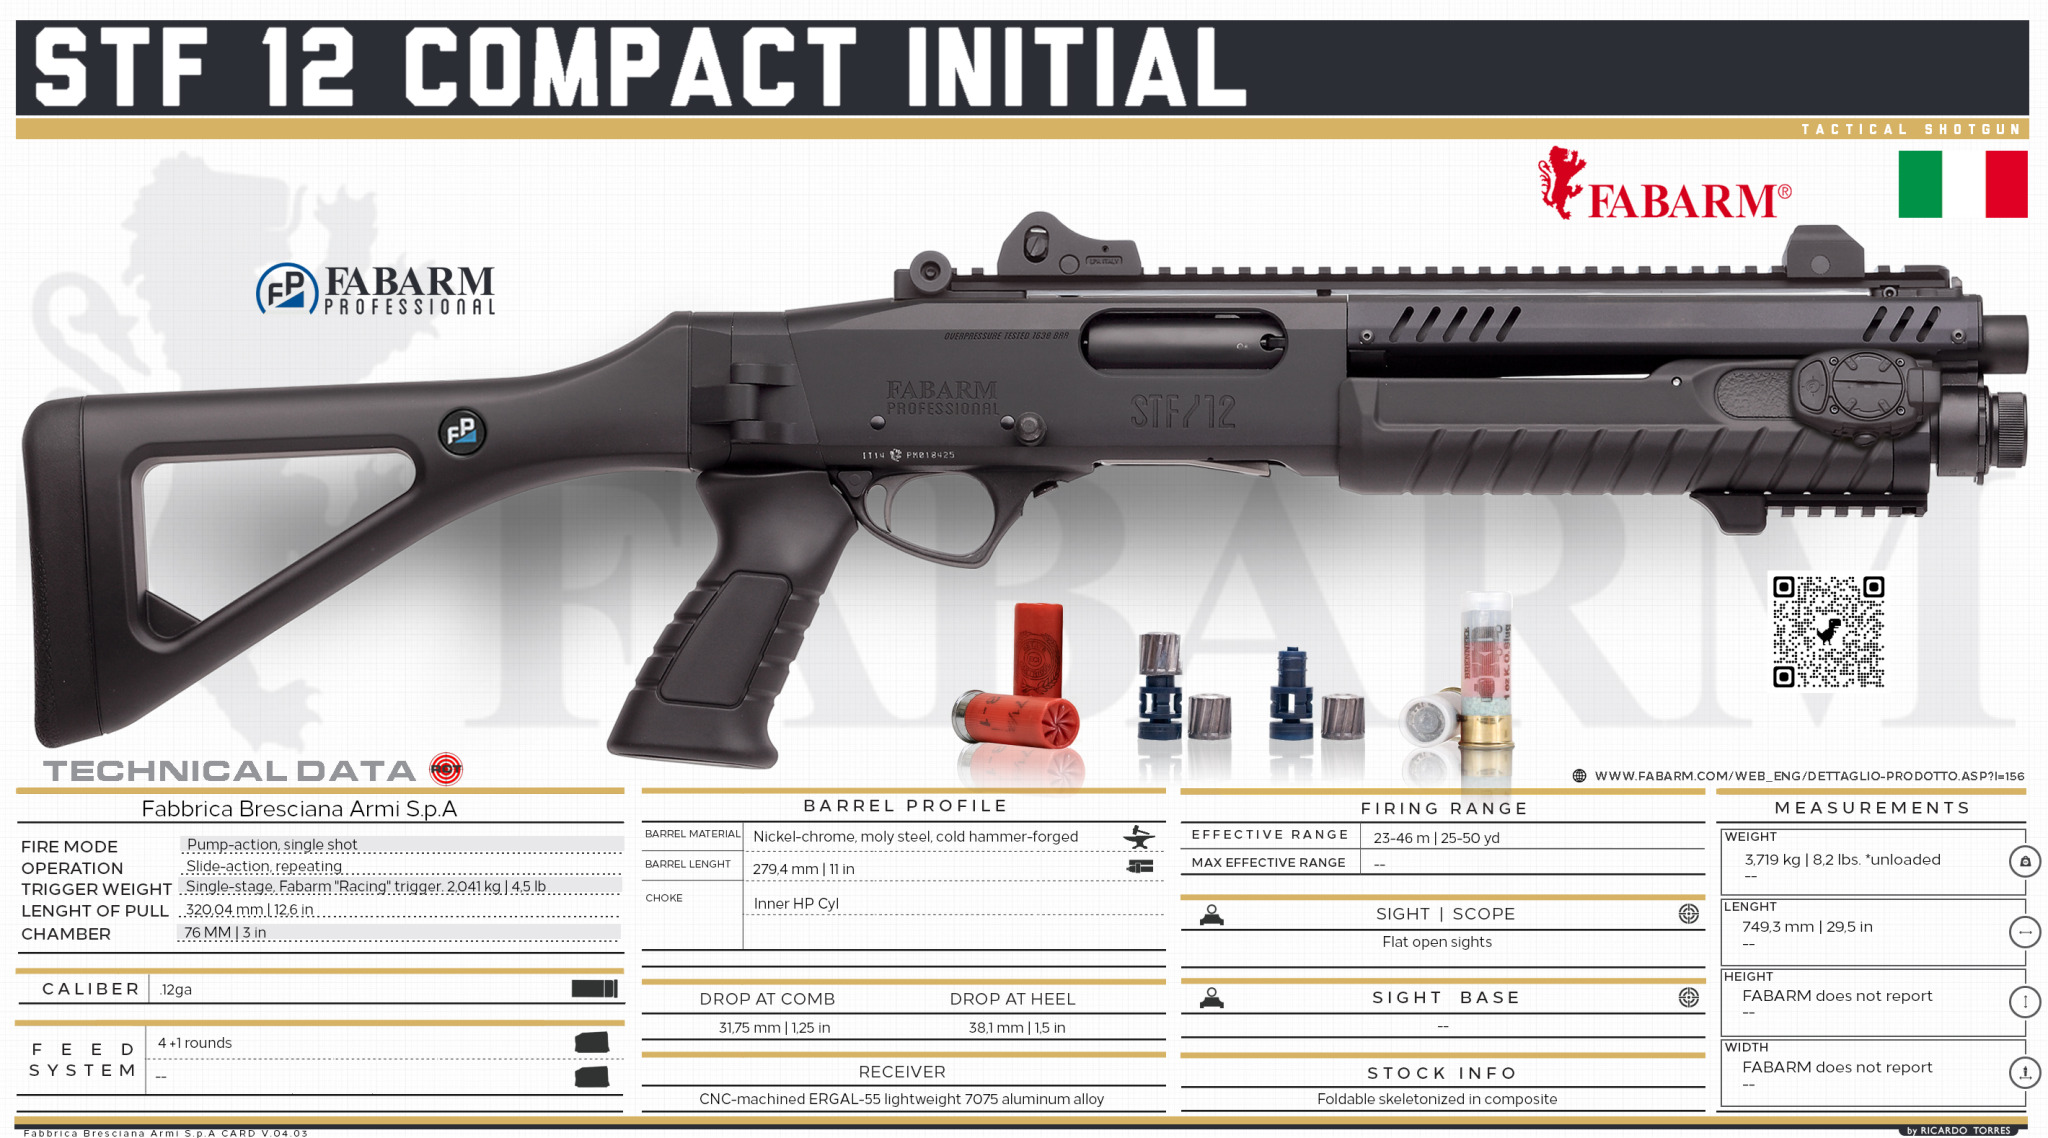 STF 12 COMPACT INITIAL
TACTICAL SHOTGUN
FABARM®
FP FABARM
PROFESSIONAL
OVERPRESSURE TESTED 1630 BAR
FABARM
PROFESSIONAL
STF/12
FP
PM018425
FABARM
TECHNICAL DATA
WWW.FABARM.COM/WEB_ENG/DETTAGLIO-PRODOTTO.ASP?I=156
Fabbrica Bresciana Armi S.p.A
FIRE MODE Pump-action, single shot
OPERATION Slide-action, repeating
TRIGGER WEIGHT Single-stage, Fabarm "Racing" trigger. 2,041 kg | 4,5 lb
LENGHT OF PULL 320,04 mm | 12,6 in
CHAMBER 76 MM | 3 in
CALIBER .12ga
FEED SYSTEM
4 +1 rounds
--
BARREL PROFILE
BARREL MATERIAL Nickel-chrome, moly steel, cold hammer-forged
BARREL LENGHT 279,4 mm | 11 in
CHOKE Inner HP Cyl
DROP AT COMB DROP AT HEEL
31,75 mm | 1,25 in 38,1 mm | 1,5 in
RECEIVER
CNC-machined ERGAL-55 lightweight 7075 aluminum alloy
FIRING RANGE
EFFECTIVE RANGE 23-46 m | 25-50 yd
MAX EFFECTIVE RANGE --
SIGHT | SCOPE
Flat open sights
SIGHT BASE
--
STOCK INFO
Foldable skeletonized in composite
MEASUREMENTS
WEIGHT
3,719 kg | 8,2 lbs. *unloaded
--
LENGHT
749,3 mm | 29,5 in
--
HEIGHT
FABARM does not report
--
WIDTH
FABARM does not report
--
Fabbrica Bresciana Armi S.p.A CARD V.04.03
by RICARDO TORRES